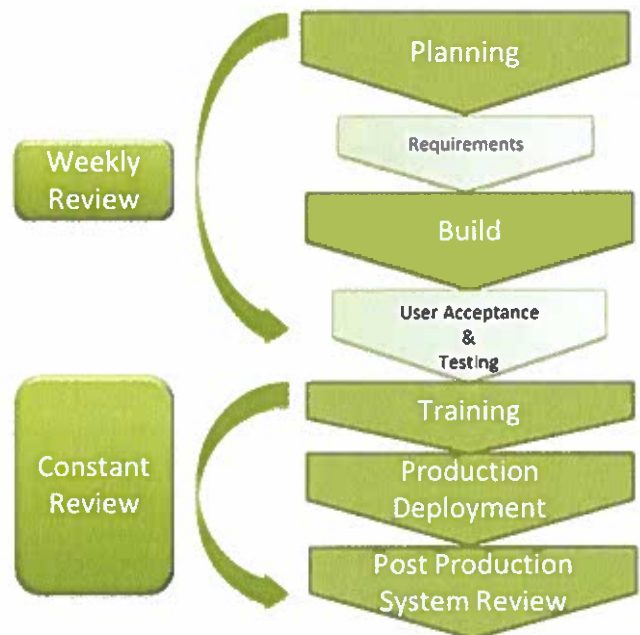 Planning
Requirements
Weekly
Review
Build
User Acceptance
&
Testing
Training
Constant
Review
Production
Deployment
Post Production
System Review